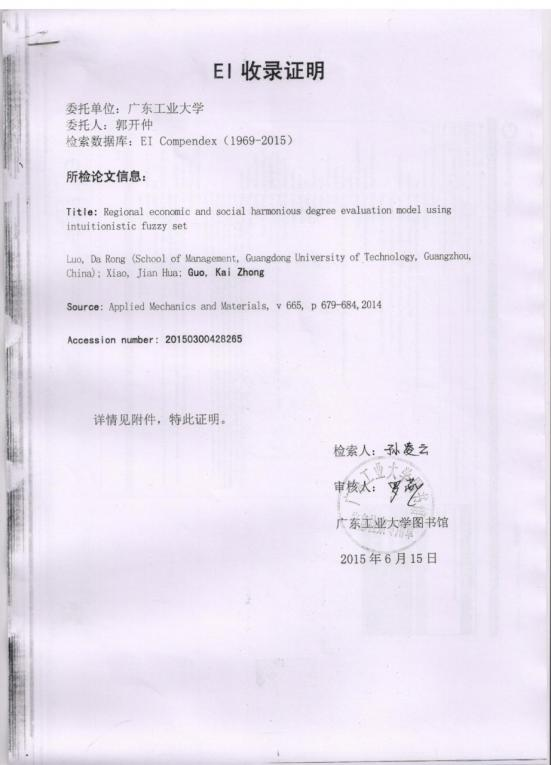 EI 收录证明
委托单位：广东工业大学
委托人：郭开仲
检索数据库：EI Compendex（1969-2015）
所检论文信息：
Title: Regional economic and social harmonious degree evaluation model using
intuitionistic fuzzy set
Luo, Da Rong (School of Management, Guangdong University of Technology, Guangzhou,
China); Xiao, Jian Hua; Guo, Kai Zhong
Source: Applied Mechanics and Materials, v 665, p 679-684,2014
Accession number: 20150300428265
详情见附件，特此证明。
检索人：孙凌云
审核人：
广东工业大学图书馆
2015 年 6 月 15 日